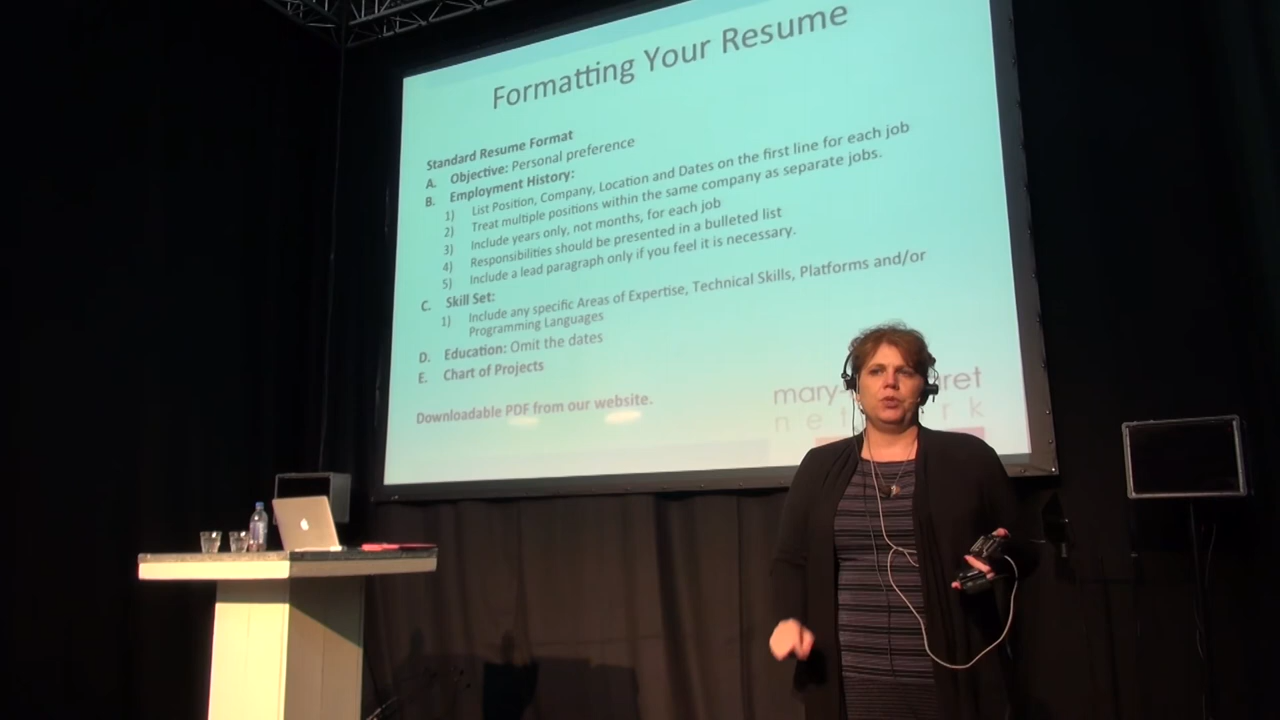 Formatting Your Resume
Standard Resume Format
A. Objective: Personal preference
B. Employment History:
1) List Position, Company, Location and Dates on the first line for each job
2) Treat multiple positions within the same company as separate jobs.
3) Include years only, not months, for each job
4) Responsibilities should be presented in a bulleted list
5) Include a lead paragraph only if you feel it is necessary.
C. Skill Set:
1) Include any specific Areas of Expertise, Technical Skills, Platforms and/or
Programming Languages
D. Education: Omit the dates
E. Chart of Projects
Downloadable PDF from our website.